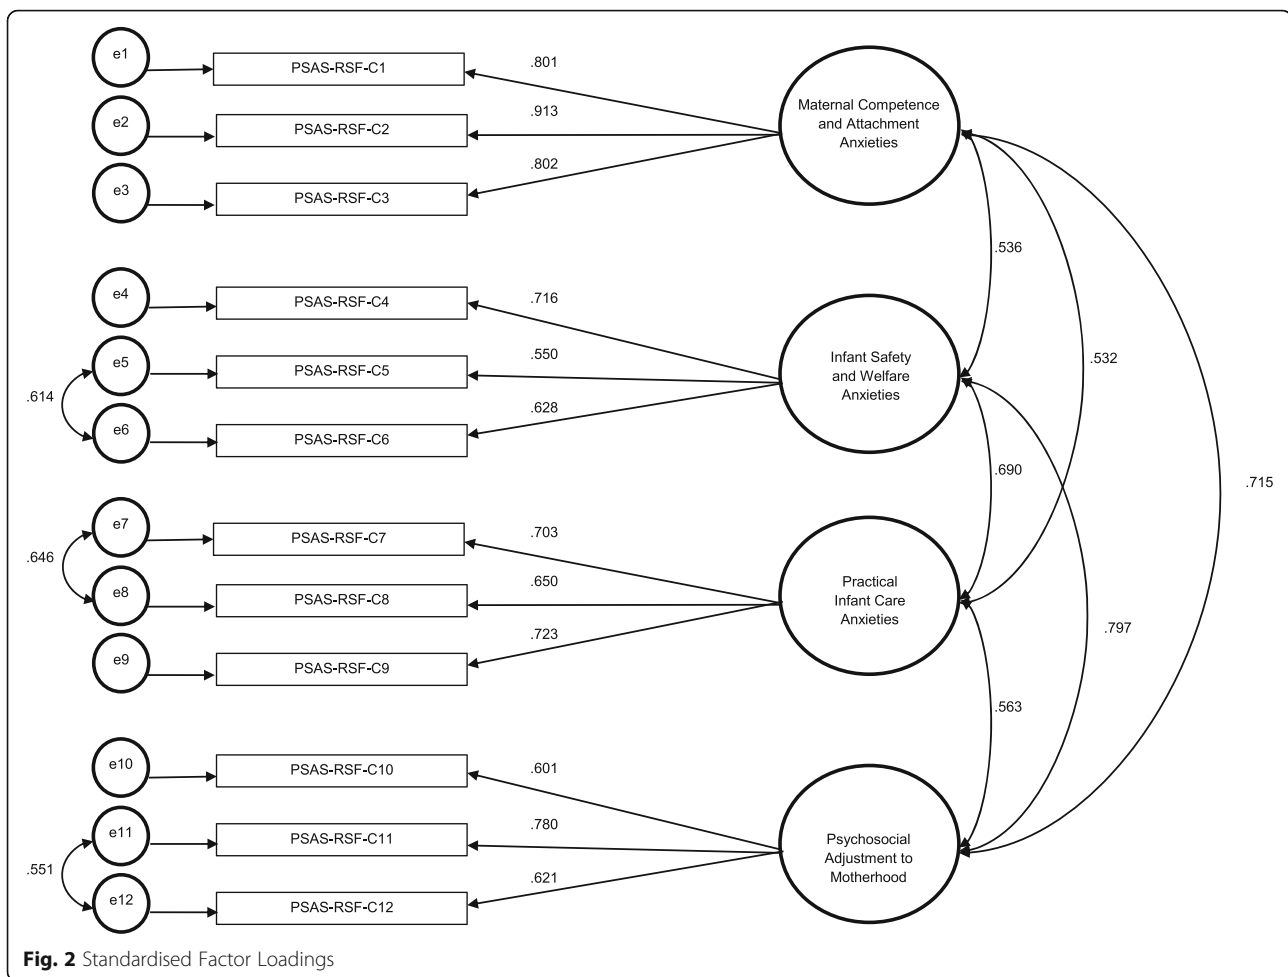 e1
PSAS-RSF-C1
.801
e2
PSAS-RSF-C2
.913
e3
PSAS-RSF-C3
.802
Maternal Competence
and Attachment
Anxieties
.536
e4
PSAS-RSF-C4
.716
e5
PSAS-RSF-C5
.550
.614
e6
PSAS-RSF-C6
.628
Infant Safety
and Welfare
Anxieties
.532
.690
.715
e7
PSAS-RSF-C7
.703
.646
e8
PSAS-RSF-C8
.650
e9
PSAS-RSF-C9
.723
Practical
Infant Care
Anxieties
.797
.563
e10
PSAS-RSF-C10
.601
e11
PSAS-RSF-C11
.780
.551
e12
PSAS-RSF-C12
.621
Psychosocial
Adjustment to
Motherhood
Fig. 2 Standardised Factor Loadings